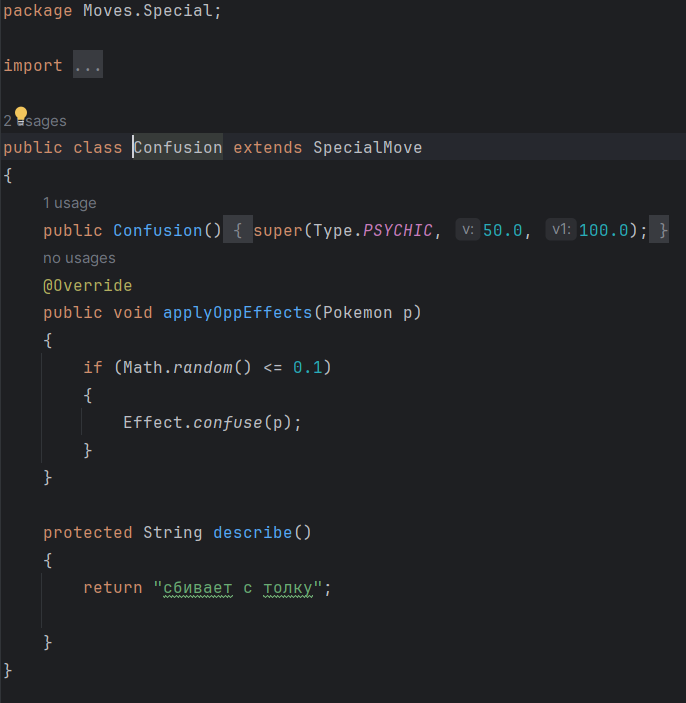 package Moves.Special;
import ...
2 usages
public class Confusion extends SpecialMove
{
1 usage
public Confusion() { super(Type.PSYCHIC, v: 50.0, v1: 100.0); }
no usages
@Override
public void applyOppEffects(Pokemon p)
{
if (Math.random() <= 0.1)
{
Effect.confuse(p);
}
}
protected String describe()
{
return "сбивает с толку";
}
}